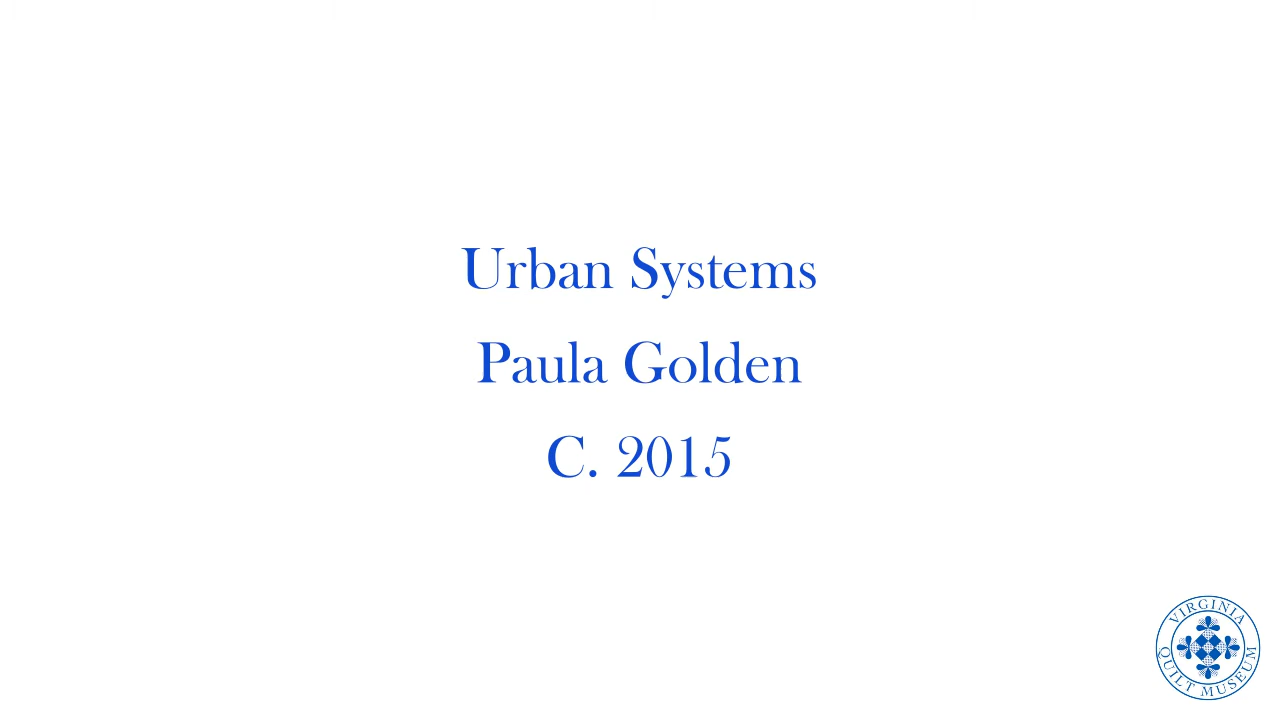 Urban Systems
Paula Golden
C. 2015
VIRGINIA
QUILT MUSEUM